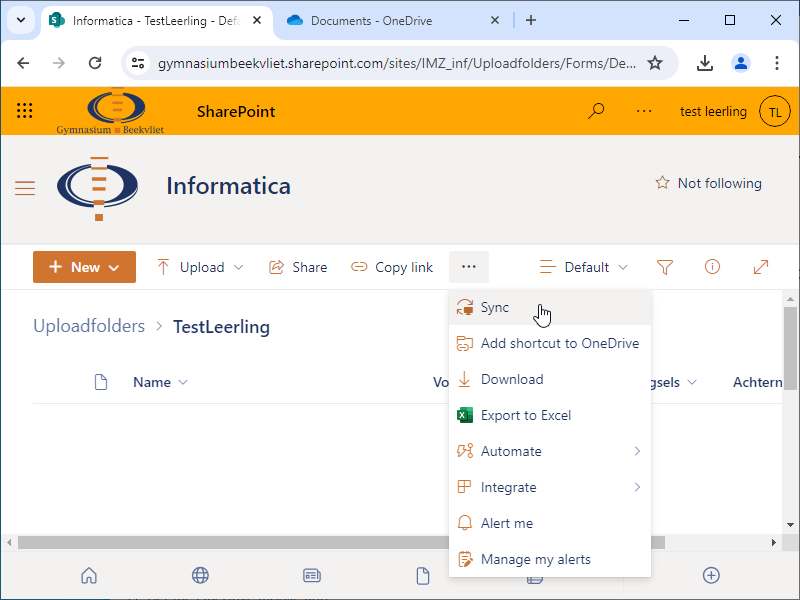 Informatica - TestLeerling - Defa
Documents - OneDrive
gymnasiumbeekvliet.sharepoint.com/sites/IMZ_inf/Uploadfolders/Forms/De...
Gymnasium Beekvliet
SharePoint
test leerling
TL
Informatica
Not following
New
Upload
Share
Copy link
Default
Uploadfolders
TestLeerling
Sync
Add shortcut to OneDrive
Name
Vo
gsels
Achtern
Download
Export to Excel
Automate
Integrate
Alert me
Manage my alerts